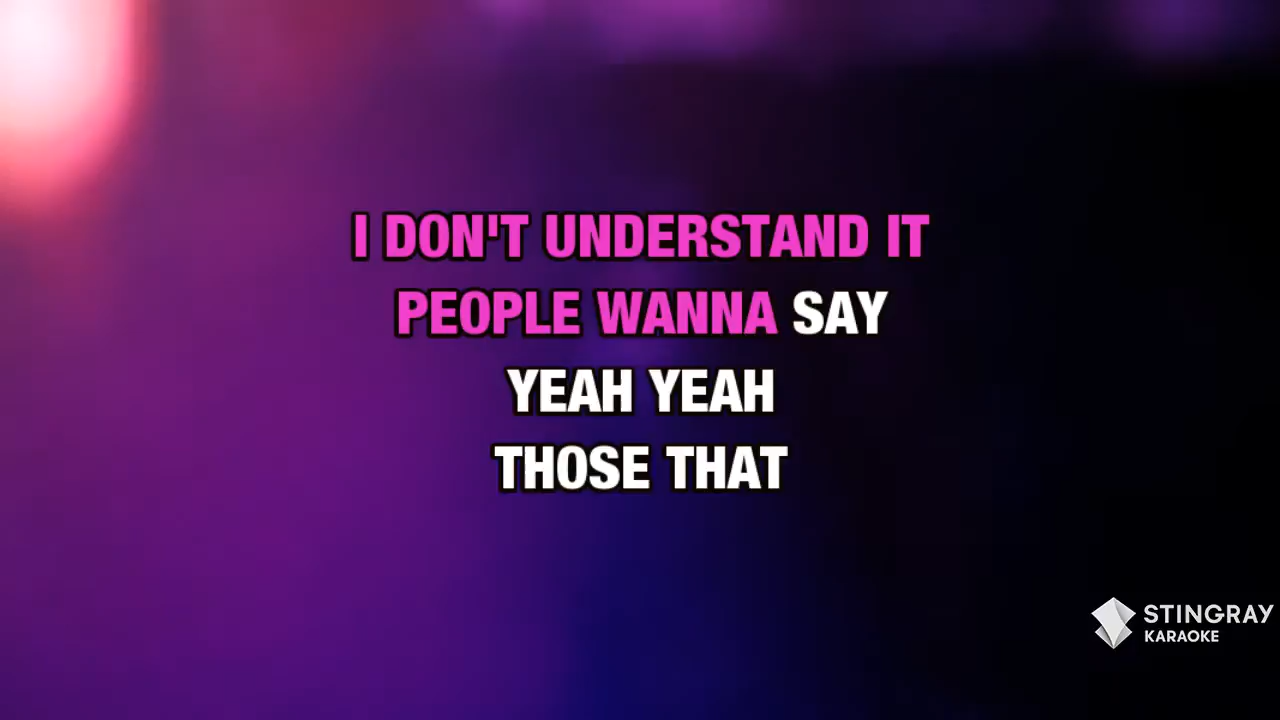 I DON'T UNDERSTAND IT
PEOPLE WANNA SAY
YEAH YEAH
THOSE THAT
STINGRAY
KARAOKE